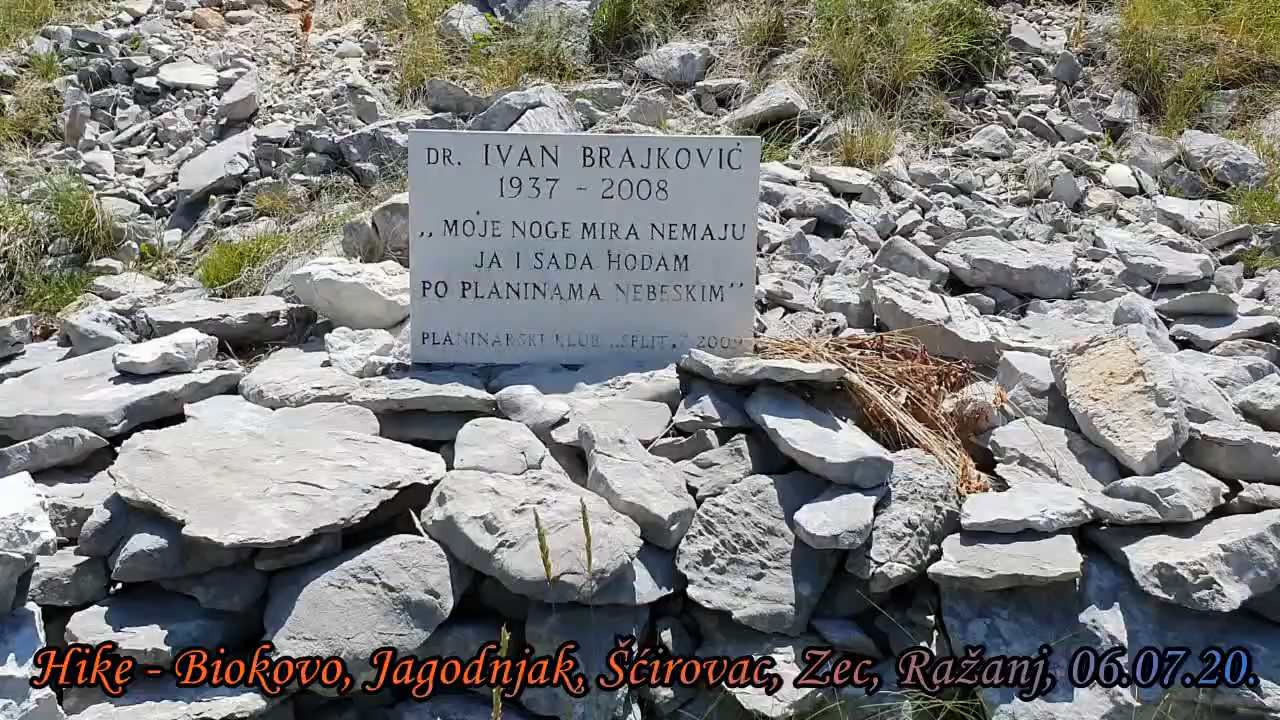 DR. IVAN BRAJKOVIĆ
1937 - 2008
,, MOJE NOGE MIRA NEMAJU
JA I SADA HODAM
PO PLANINAMA NEBESKIM''
PLANINARSKI KLUB ,,SPLIT,, 2009
Hike - Biokovo, Jagodnjak, Šćirovac, Zec, Ražanj, 06.07.20.